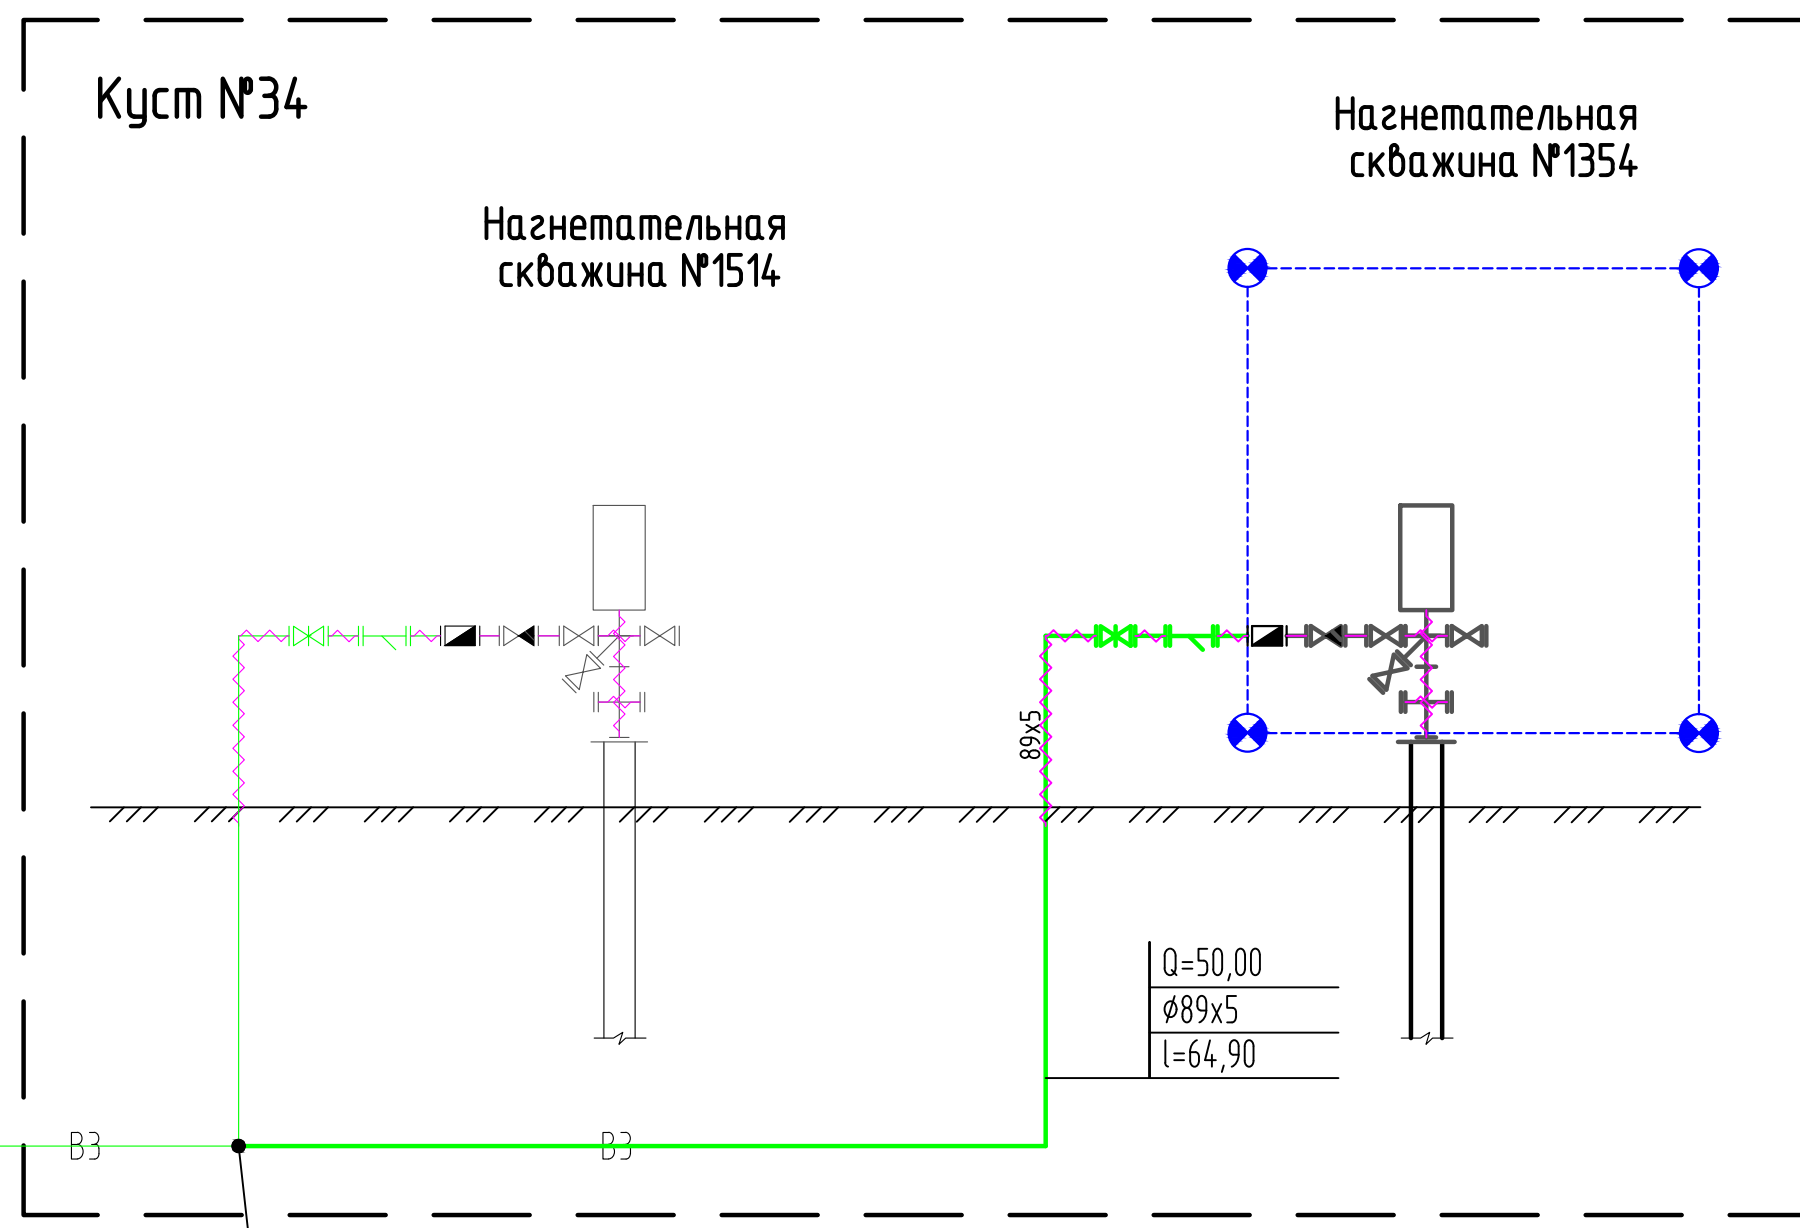 Куст №34
Нагнетательная
скважина №1354
Нагнетательная
скважина №1514
89х5
Q=50,00
ϕ89х5
l=64,90
В3
В3